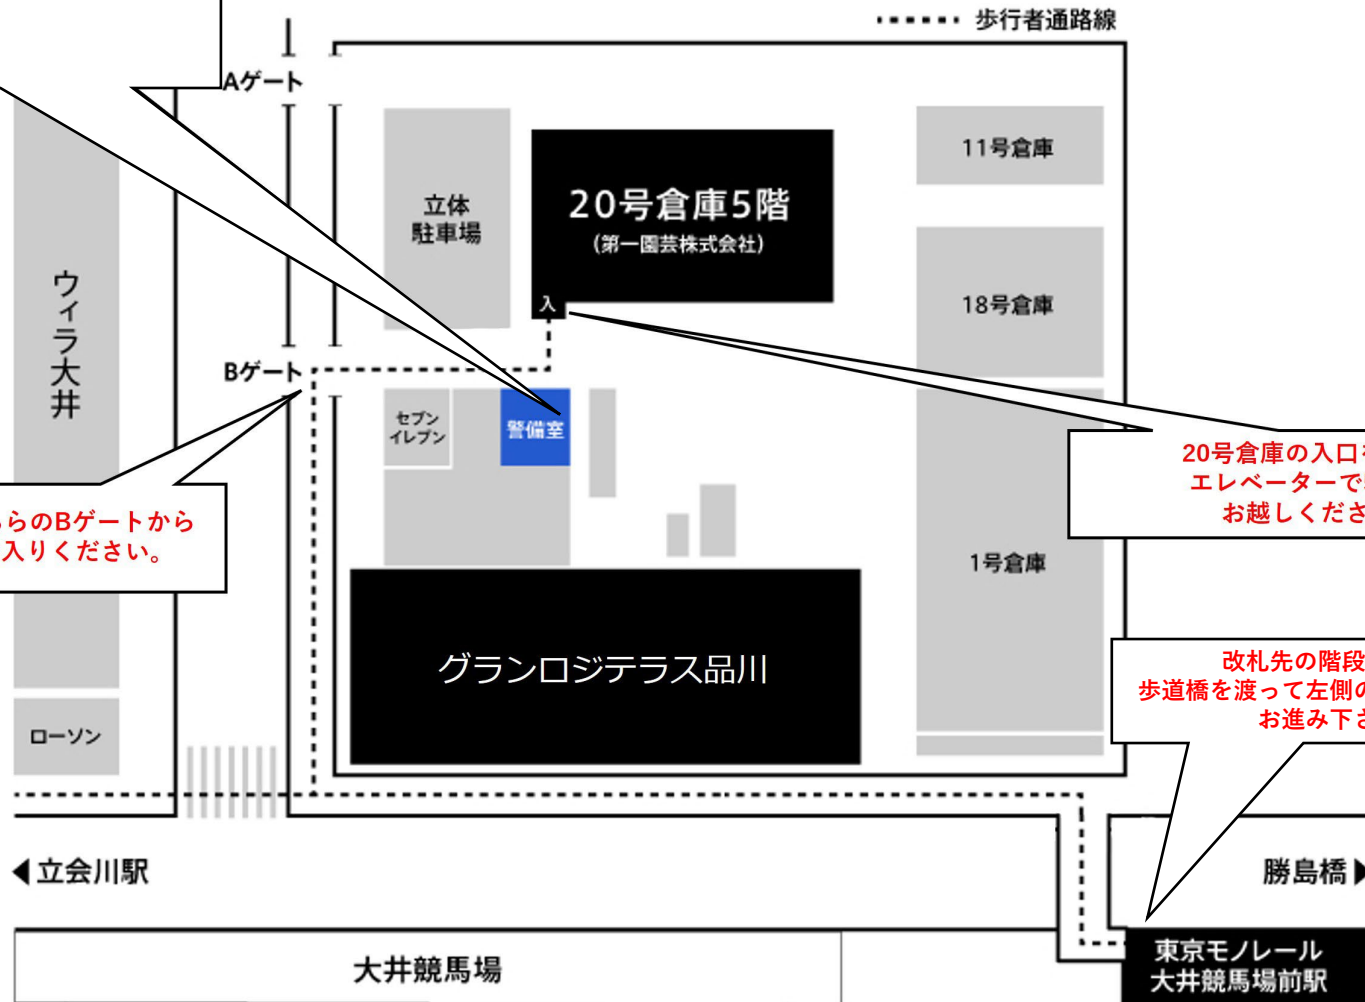 歩行者通路線
Aゲート
立体
駐車場
20号倉庫5階
(第一園芸株式会社)
入
11号倉庫
18号倉庫
ウィラ大井
Bゲート
セブン
イレブン
警備室
20号倉庫の入口
エレベーターで
お越しくださ
らのBゲートから
入りください。
1号倉庫
グランロジテラス品川
改札先の階段
歩道橋を渡って左側の
お進み下さ
ローソン
◀立会川駅
勝島橋▶
大井競馬場
東京モノレール
大井競馬場前駅